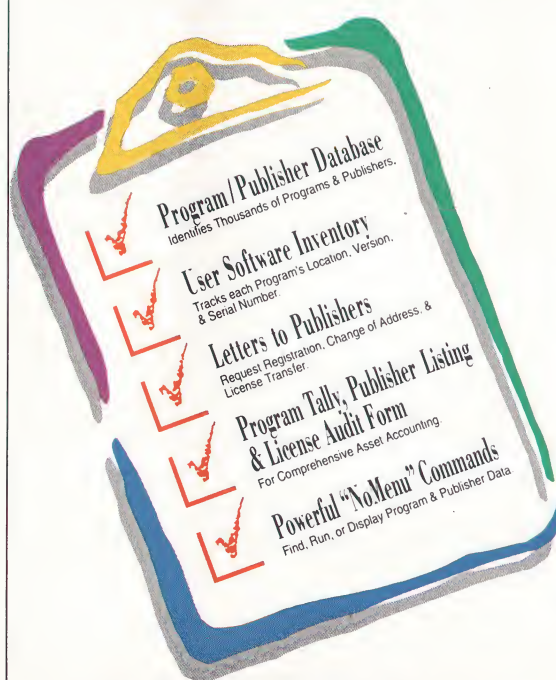 Program/Publisher Database
Identifies Thousands of Programs & Publishers.
User Software Inventory
Tracks each Program's Location, Version,
& Serial Number.
Letters to Publishers
Request Registration, Change of Address, &
License Transfer.
Program Tally, Publisher Listing
& License Audit Form
For Comprehensive Asset Accounting.
Powerful "NoMenu" Commands
Find, Run, or Display Program & Publisher Data.